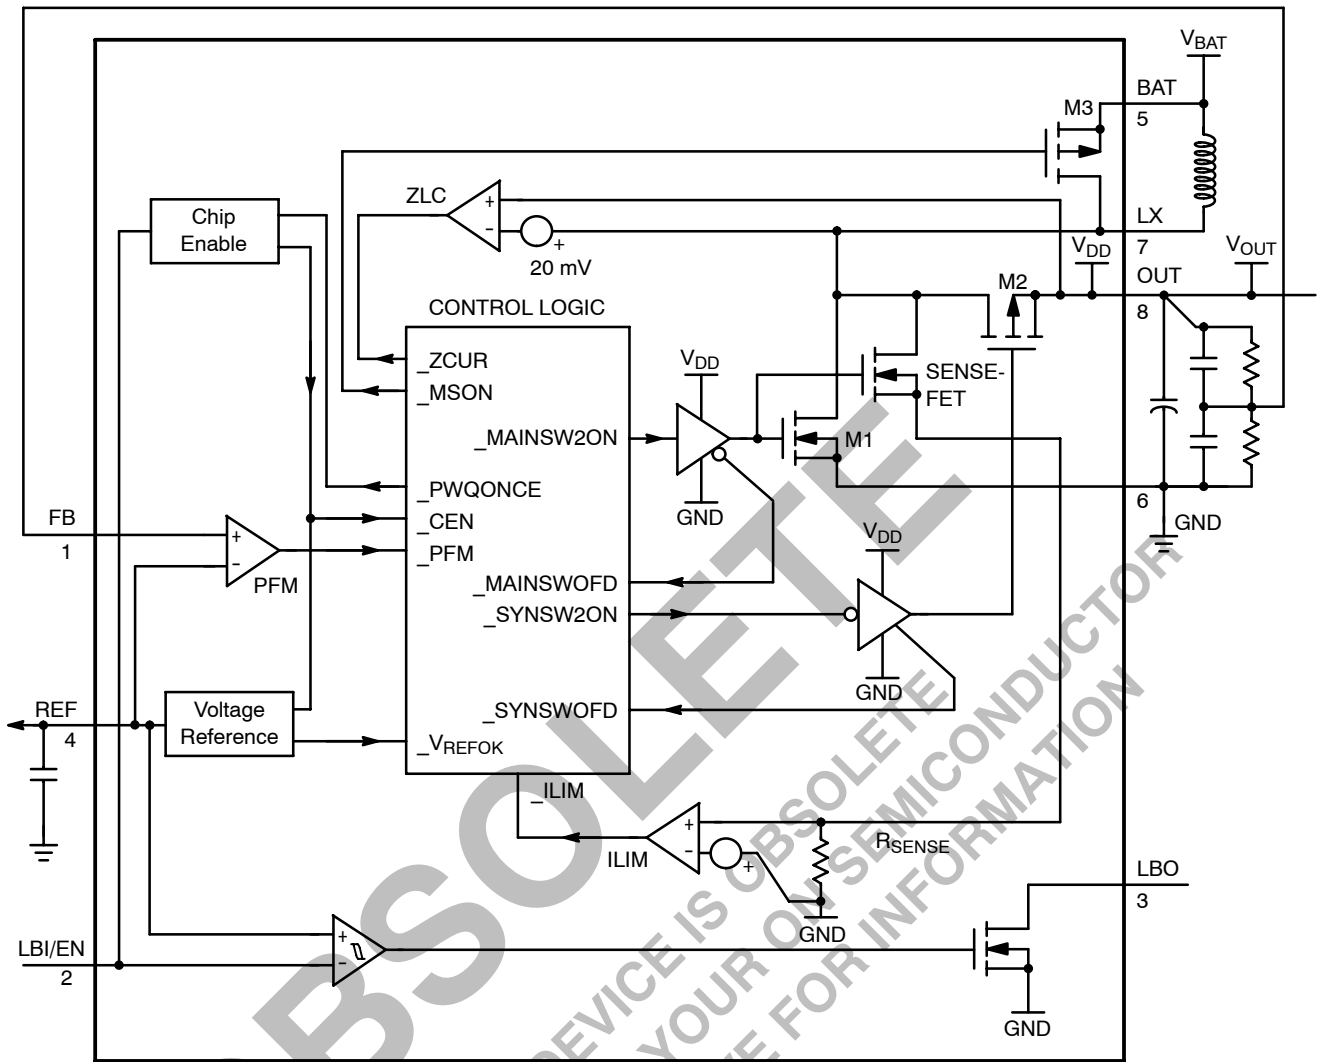 VBAT
BAT
5
M3
ZLC
+
-
+
20 mV
Chip
Enable
LX
7
VDD
VOUT
M2
OUT
8
CONTROL LOGIC
_ZCUR
_MSON
_MAINSW2ON
_PWQONCE
_CEN
_PFM
_MAINSWOFD
_SYNSW2ON
_SYNSWOFD
_VREFOK
_ILIM
VDD
GND
SENSE-
FET
M1
6
GND
FB
1
+
-
PFM
VDD
GND
REF
4
Voltage
Reference
+
-
+
ILIM
RSENSE
GND
LBO
3
LBI/EN
2
+
-
GND
OBSOLETE
DEVICE IS OBSOLETE
YOUR ON SEMICONDUCTOR
FOR INFORMATION